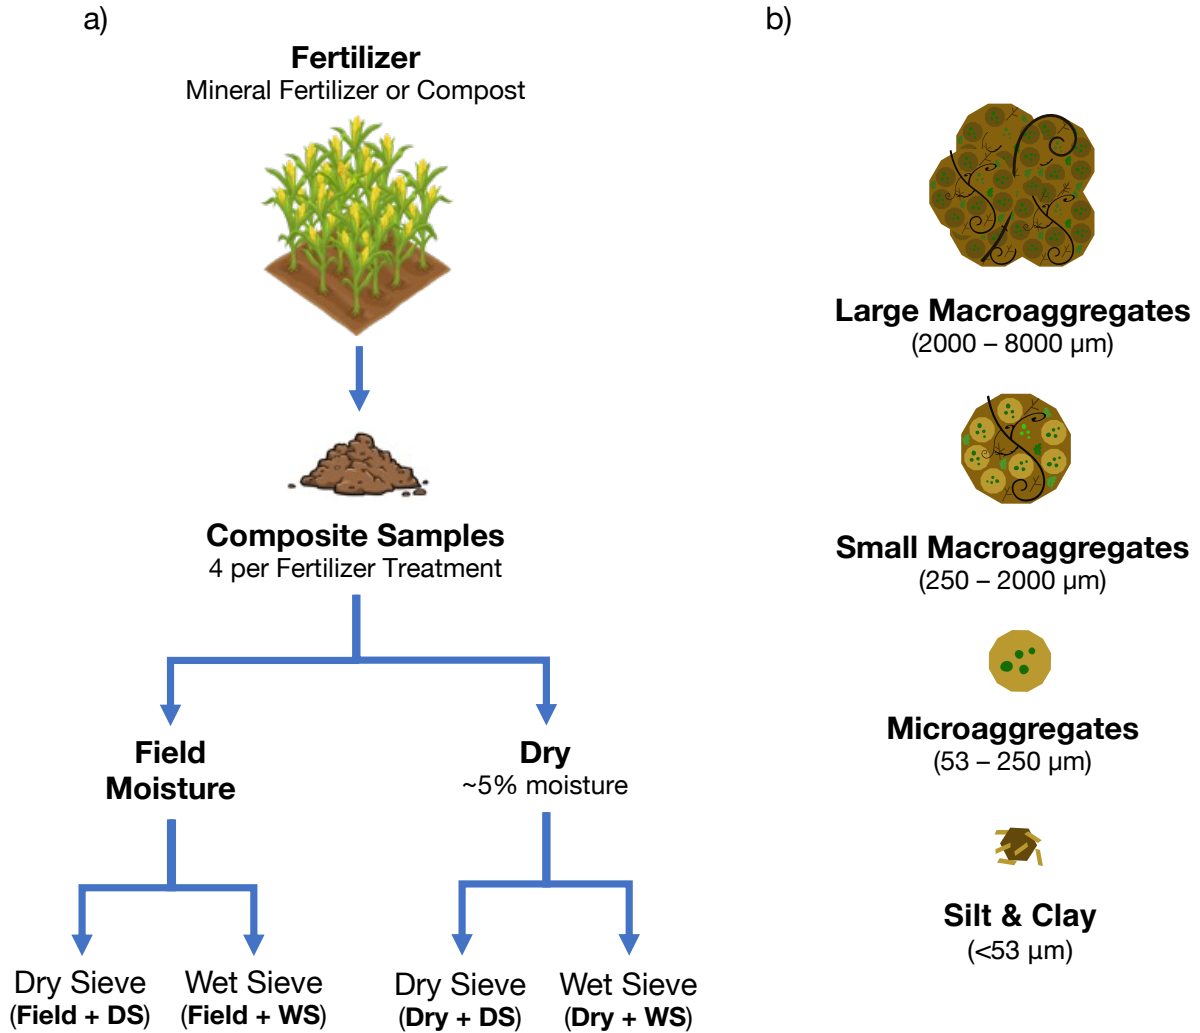 a)
Fertilizer
Mineral Fertilizer or Compost
Composite Samples
4 per Fertilizer Treatment
Field
Moisture
Dry
~5% moisture
Dry Sieve
(Field + DS)
Wet Sieve
(Field + WS)
Dry Sieve
(Dry + DS)
Wet Sieve
(Dry + WS)
b)
Large Macroaggregates
(2000 – 8000 µm)
Small Macroaggregates
(250 – 2000 µm)
Microaggregates
(53 – 250 µm)
Silt & Clay
(<53 µm)